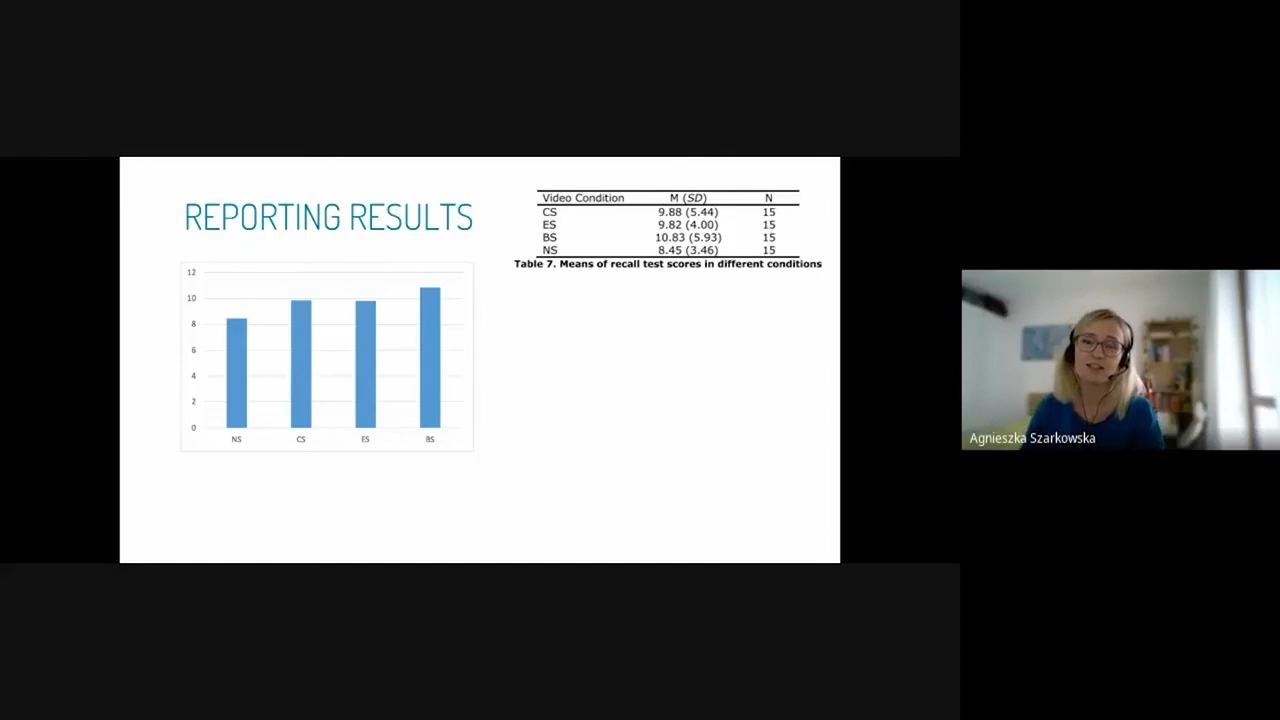 REPORTING RESULTS
Video Condition M (SD) N
CS 9.88 (5.44) 15
ES 9.82 (4.00) 15
BS 10.83 (5.93) 15
NS 8.45 (3.46) 15
Table 7. Means of recall test scores in different conditions
12
10
8
6
4
2
0
NS CS ES BS
Agnieszka Szarkowska